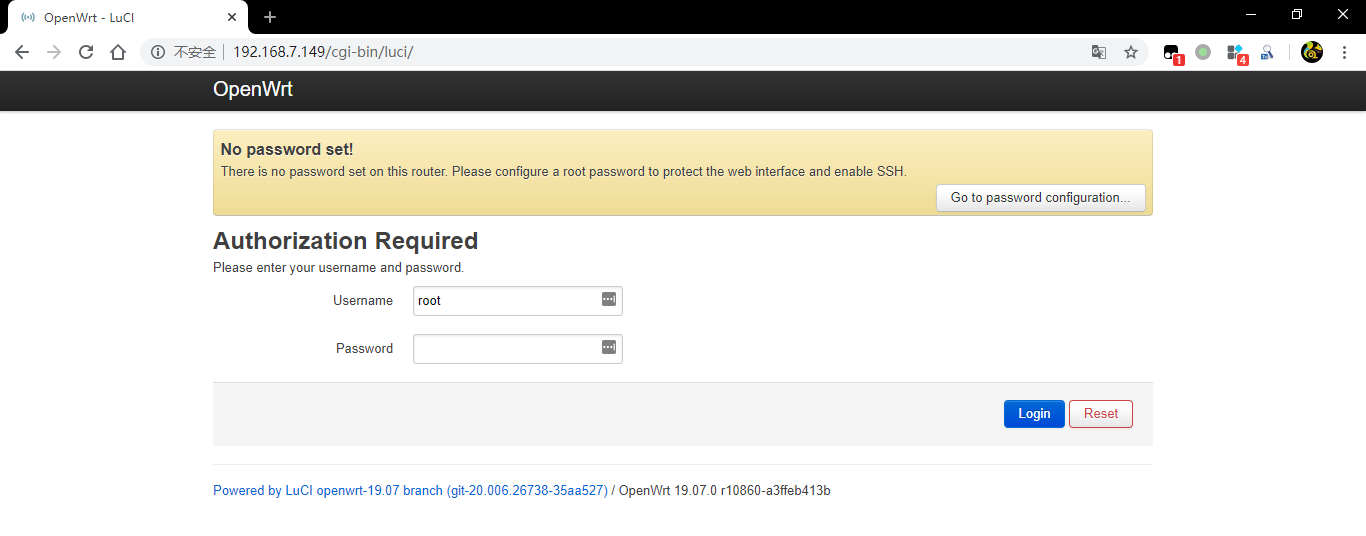 OpenWrt - LuCI
不安全 192.168.7.149/cgi-bin/luci/
1
4
OpenWrt
No password set!
There is no password set on this router. Please configure a root password to protect the web interface and enable SSH.
Go to password configuration...
Authorization Required
Please enter your username and password.
Username root
Password
Login Reset
Powered by LuCI openwrt-19.07 branch (git-20.006.26738-35aa527) / OpenWrt 19.07.0 r10860-a3ffeb413b